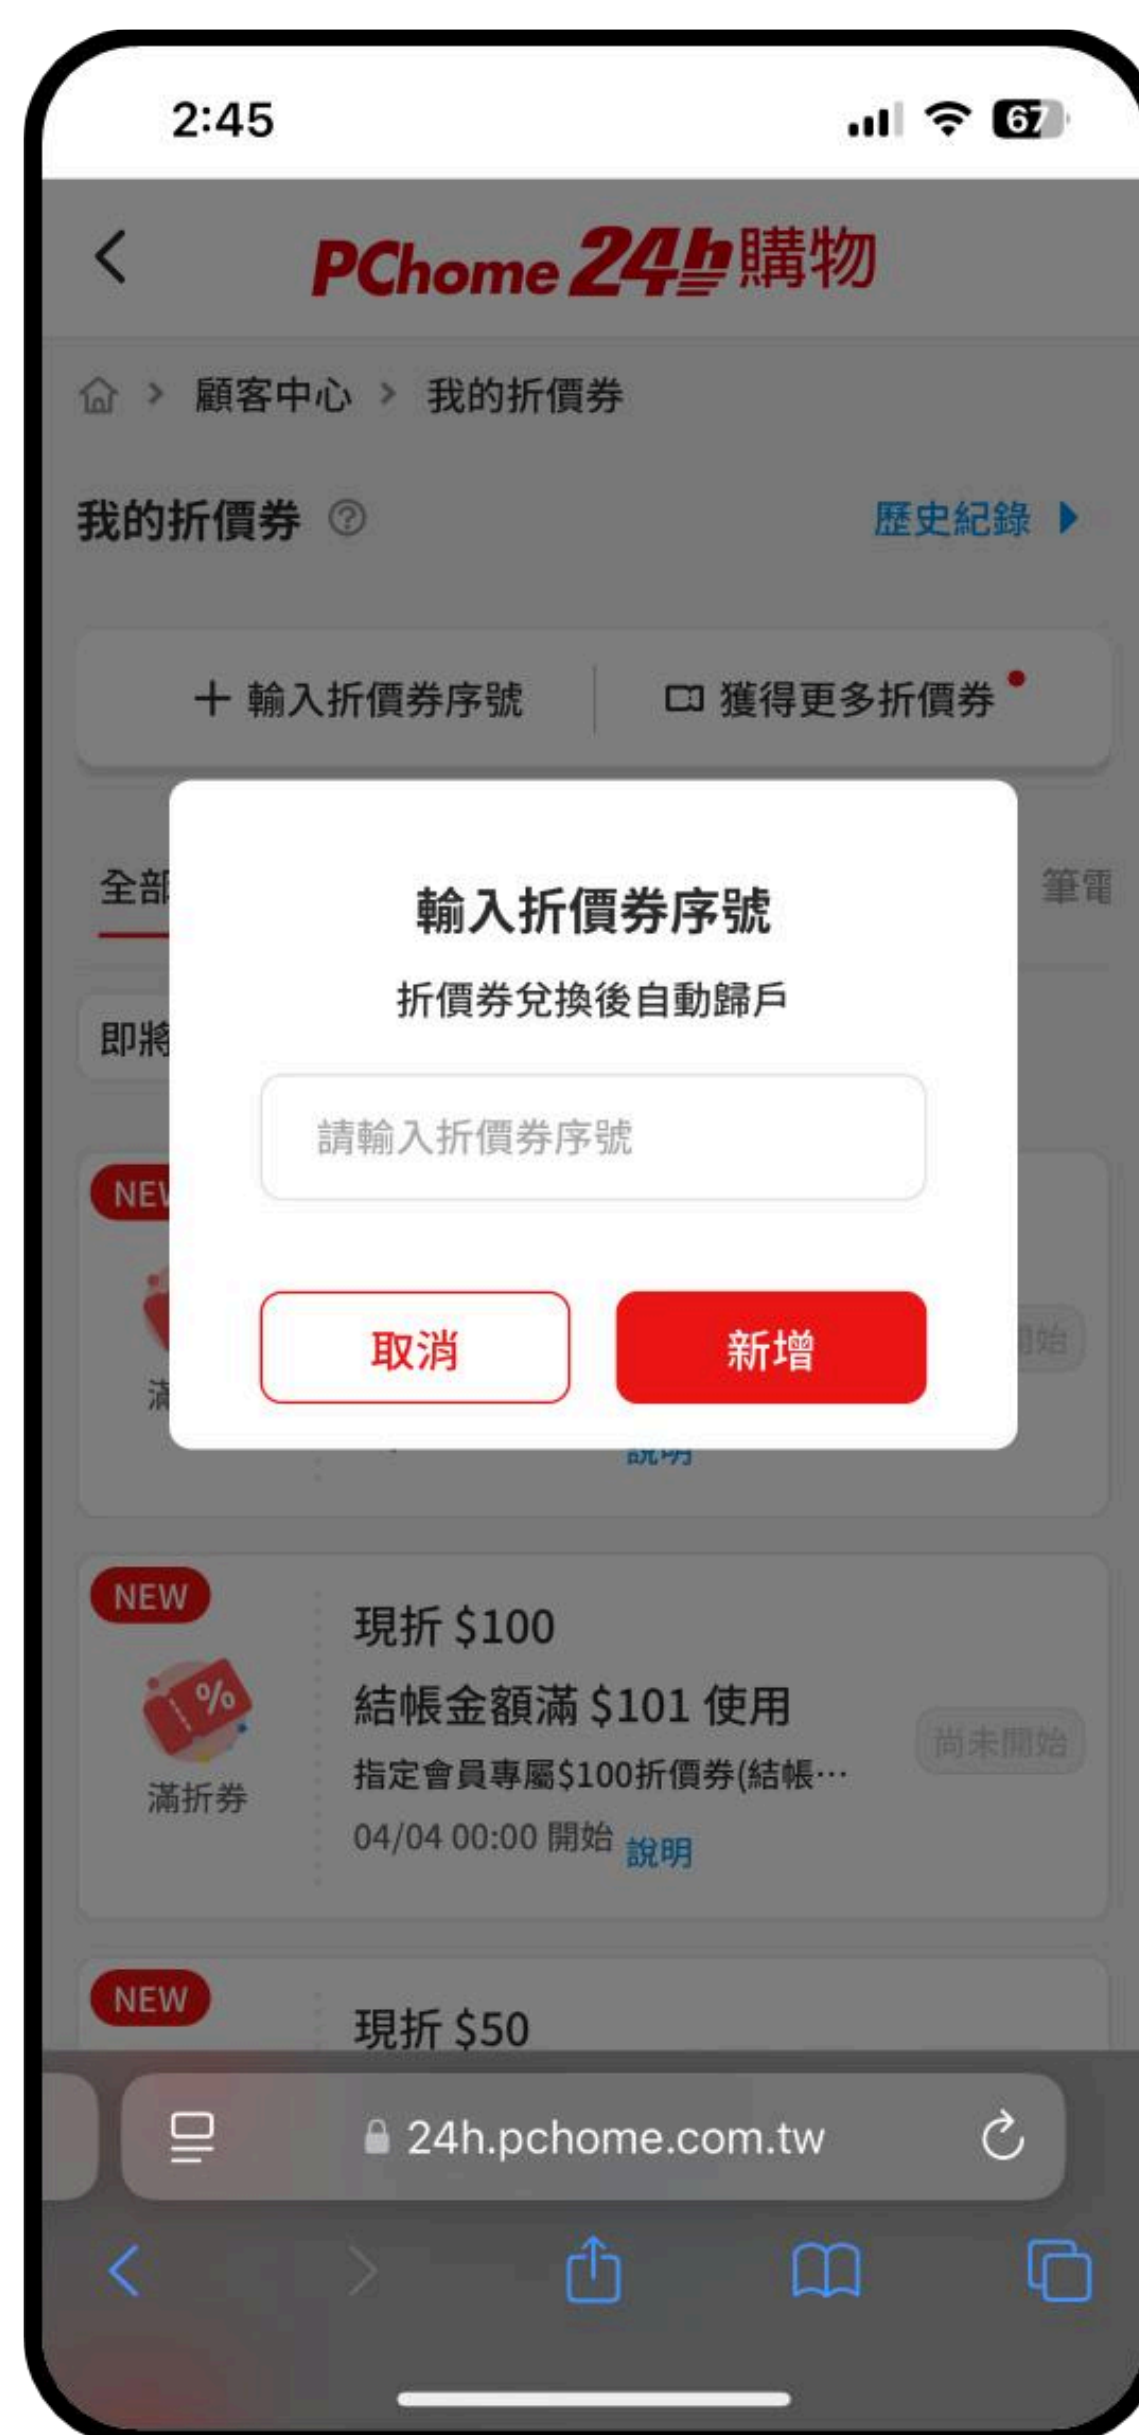 2:45
67
PChome 24h購物
顧客中心 > 我的折價券
我的折價券 ?
歷史紀錄
+ 輸入折價券序號
獲得更多折價券
全部
筆電
輸入折價券序號
折價券兌換後自動歸戶
即將
請輸入折價券序號
NEW
取消
新增
說明
NEW
現折 $100
結帳金額滿 $101 使用
指定會員專屬$100折價券(結帳…
尚未開始
滿折券
04/04 00:00 開始
說明
NEW
現折 $50
24h.pchome.com.tw